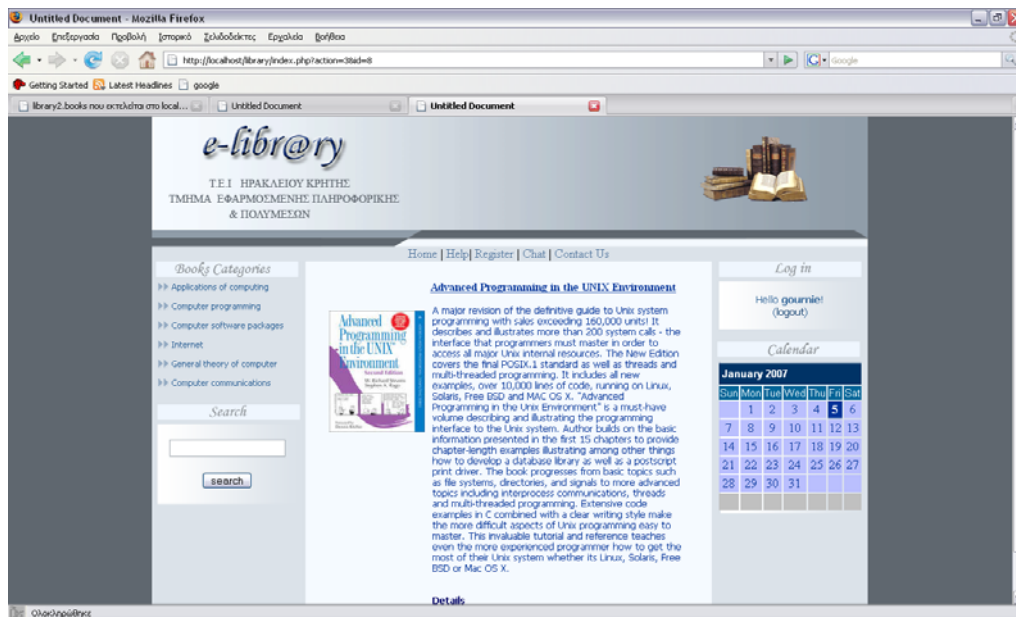 Untitled Document - Mozilla Firefox
Αρχείο Επεξεργασία Προβολή Ιστορικό Σελιδοδείκτες Εργαλεία Βοήθεια
http://localhost/library/index.php?action=3&id=8
Google
Getting Started Latest Headlines google
library2.books που εκτελείται στο local... Untitled Document Untitled Document
e-libr@ry
Τ.Ε.Ι ΗΡΑΚΛΕΙΟΥ ΚΡΗΤΗΣ
ΤΜΗΜΑ ΕΦΑΡΜΟΣΜΕΝΗΣ ΠΛΗΡΟΦΟΡΙΚΗΣ
& ΠΟΛΥΜΕΣΩΝ
Home | Help| Register | Chat | Contact Us
Books Categories
Applications of computing
Computer programming
Computer software packages
Internet
General theory of computer
Computer communications
Search
search
Advanced Programming in the UNIX Environment
Advanced
Programming
in the UNIX
Environment
Second Edition
W. Richard Stevens
Stephen A. Rago
A major revision of the definitive guide to Unix system
programming with sales exceeding 160,000 units! It
describes and illustrates more than 200 system calls - the
interface that programmers must master in order to
access all major Unix internal resources. The New Edition
covers the final POSIX.1 standard as well as threads and
multi-threaded programming. It includes all new
examples, over 10,000 lines of code, running on Linux,
Solaris, Free BSD and MAC OS X. "Advanced
Programming in the Unix Environment" is a must-have
volume describing and illustrating the programming
interface to the Unix system. Author builds on the basic
information presented in the first 15 chapters to provide
chapter-length examples illustrating among other things
how to develop a database library as well as a postscript
print driver. The book progresses from basic topics such
as file systems, directories, and signals to more advanced
topics including interprocess communications, threads
and multi-threaded programming. Extensive code
examples in C combined with a clear writing style make
the more difficult aspects of Unix programming easy to
master. This invaluable tutorial and reference teaches
even the more experienced programmer how to get the
most of their Unix system whether its Linux, Solaris, Free
BSD or Mac OS X.
Details
Log in
Hello gournie!
(logout)
Calendar
January 2007
Sun Mon Tue Wed Thu Fri Sat
1 2 3 4 5 6
7 8 9 10 11 12 13
14 15 16 17 18 19 20
21 22 23 24 25 26 27
28 29 30 31
Ολοκληρώθηκε